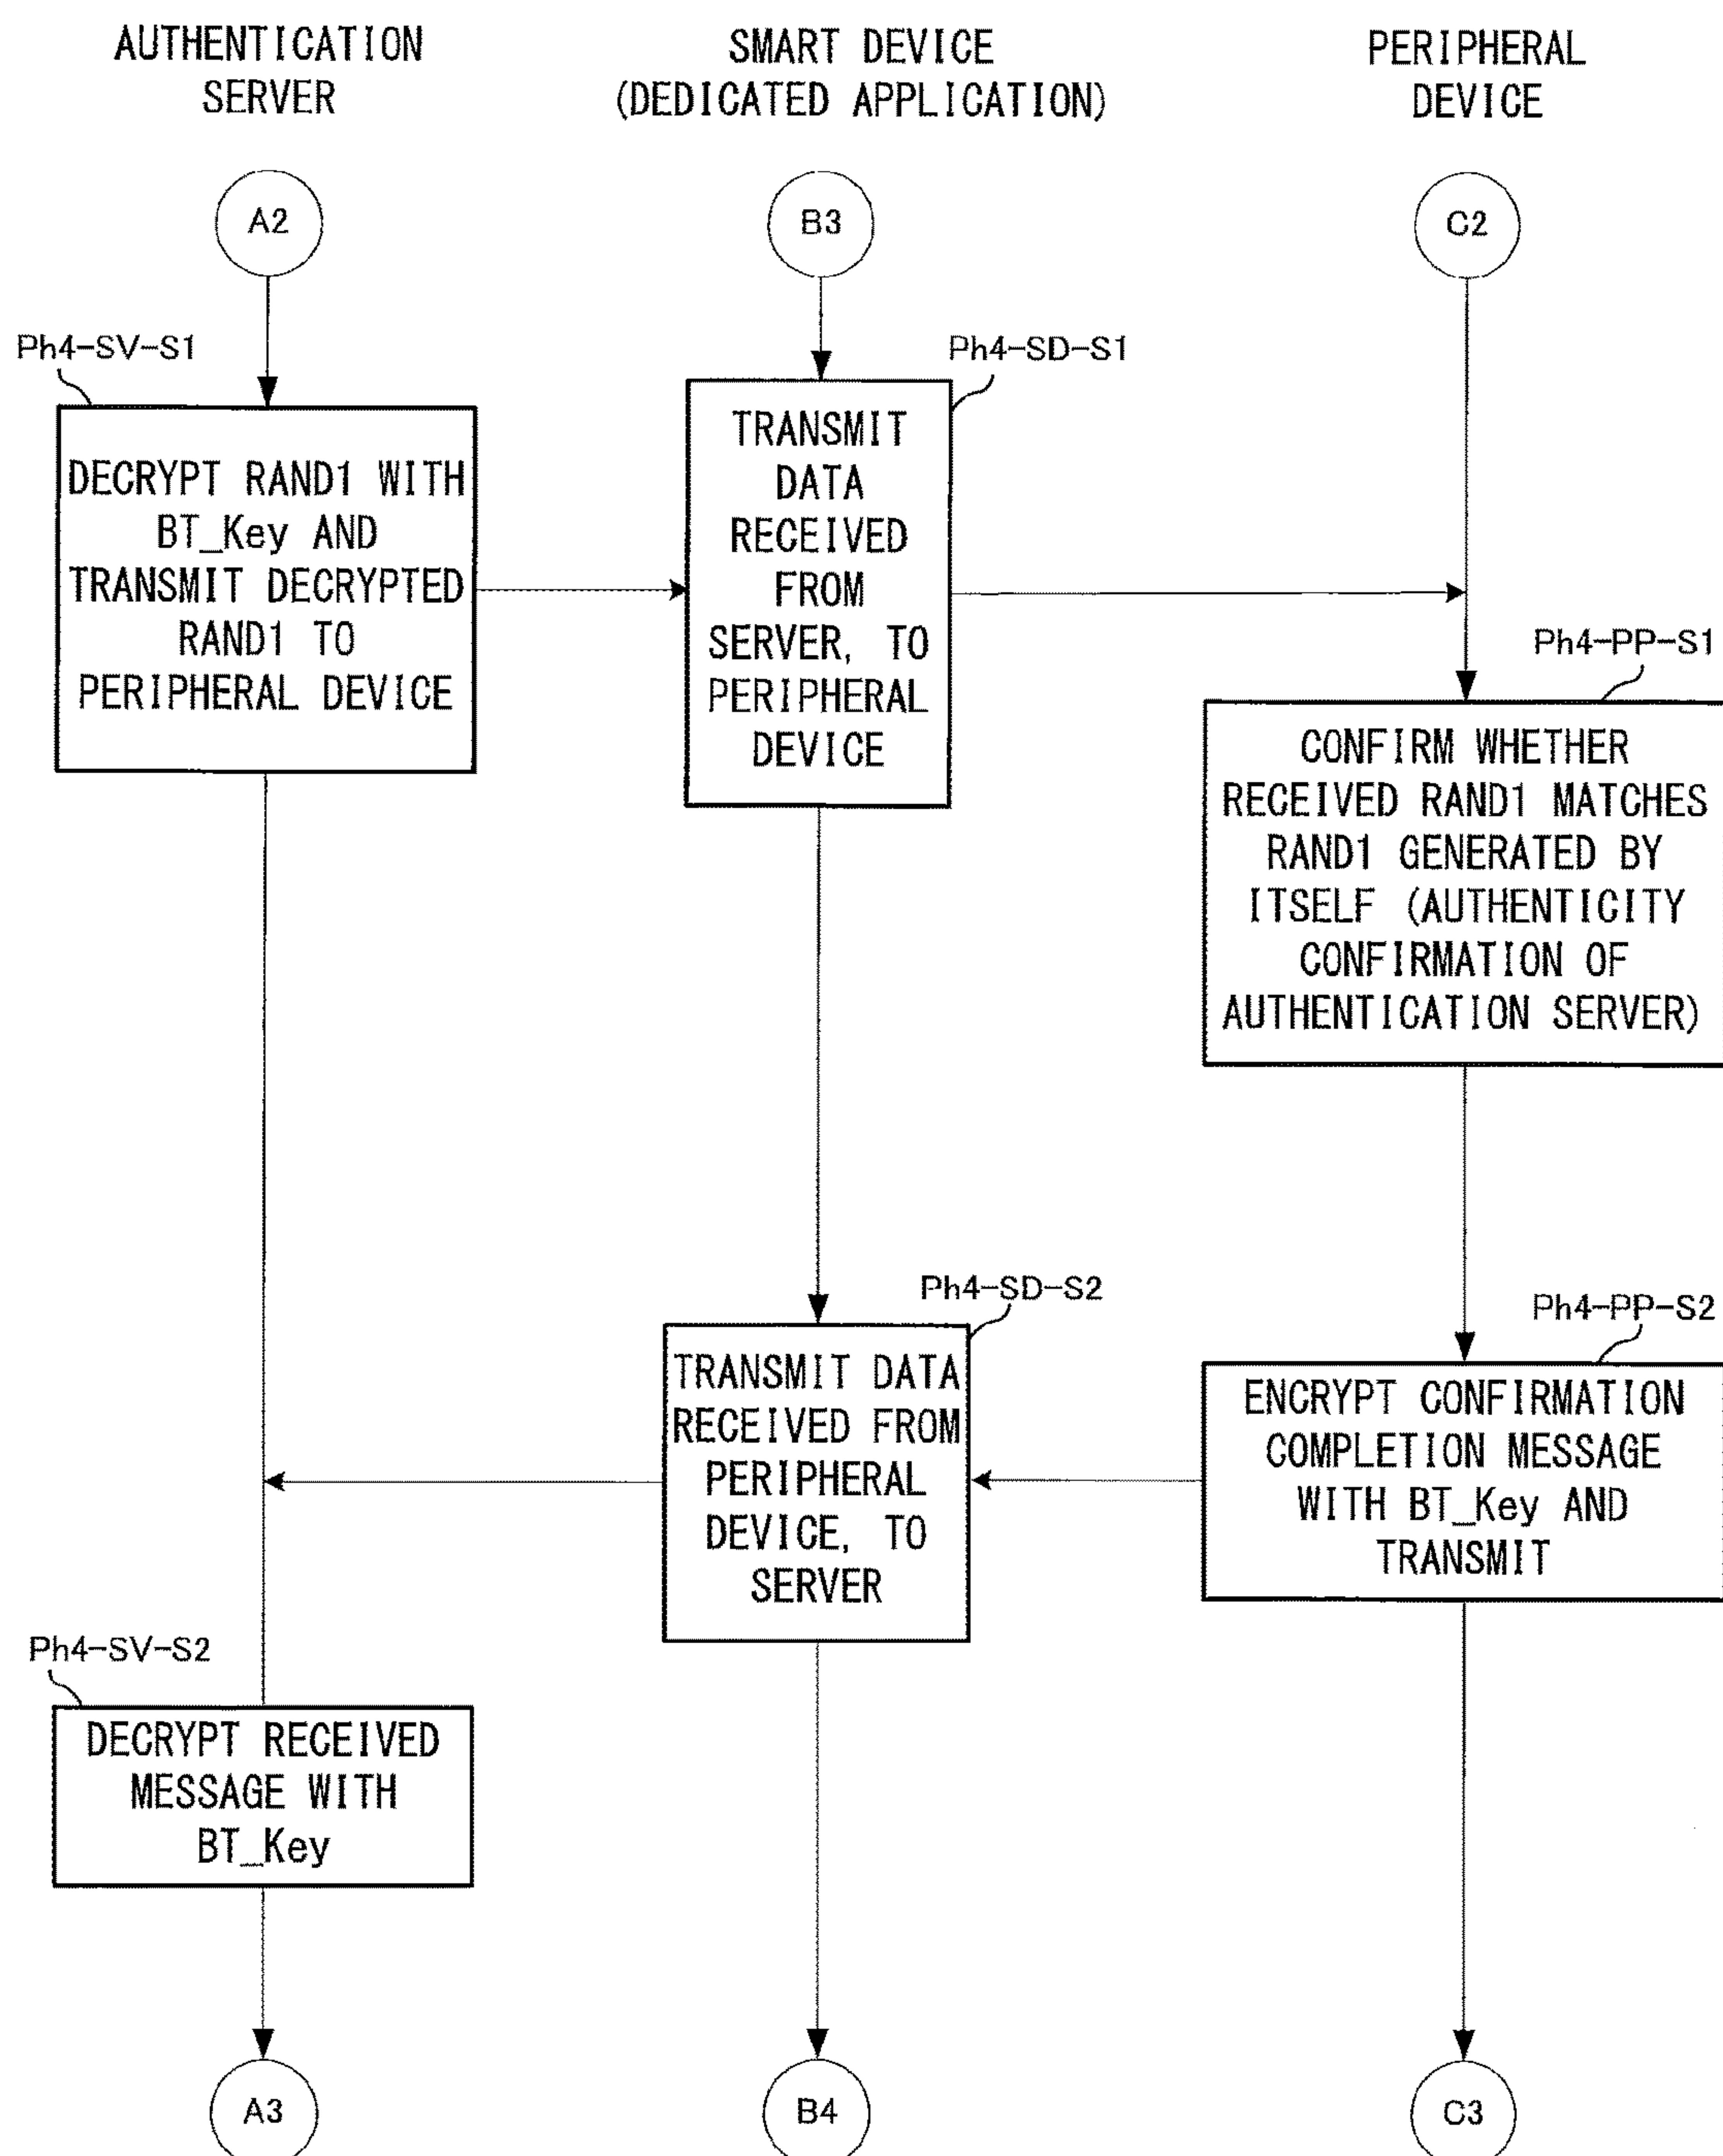 AUTHENTICATION
SERVER
SMART DEVICE
(DEDICATED APPLICATION)
PERIPHERAL
DEVICE
A2
B3
C2
Ph4-SV-S1
DECRYPT RAND1 WITH
BT_Key AND
TRANSMIT DECRYPTED
RAND1 TO
PERIPHERAL DEVICE
Ph4-SD-S1
TRANSMIT
DATA
RECEIVED
FROM
SERVER, TO
PERIPHERAL
DEVICE
Ph4-PP-S1
CONFIRM WHETHER
RECEIVED RAND1 MATCHES
RAND1 GENERATED BY
ITSELF (AUTHENTICITY
CONFIRMATION OF
AUTHENTICATION SERVER)
Ph4-SD-S2
TRANSMIT DATA
RECEIVED FROM
PERIPHERAL
DEVICE, TO
SERVER
Ph4-PP-S2
ENCRYPT CONFIRMATION
COMPLETION MESSAGE
WITH BT_Key AND
TRANSMIT
Ph4-SV-S2
DECRYPT RECEIVED
MESSAGE WITH
BT_Key
A3
B4
C3